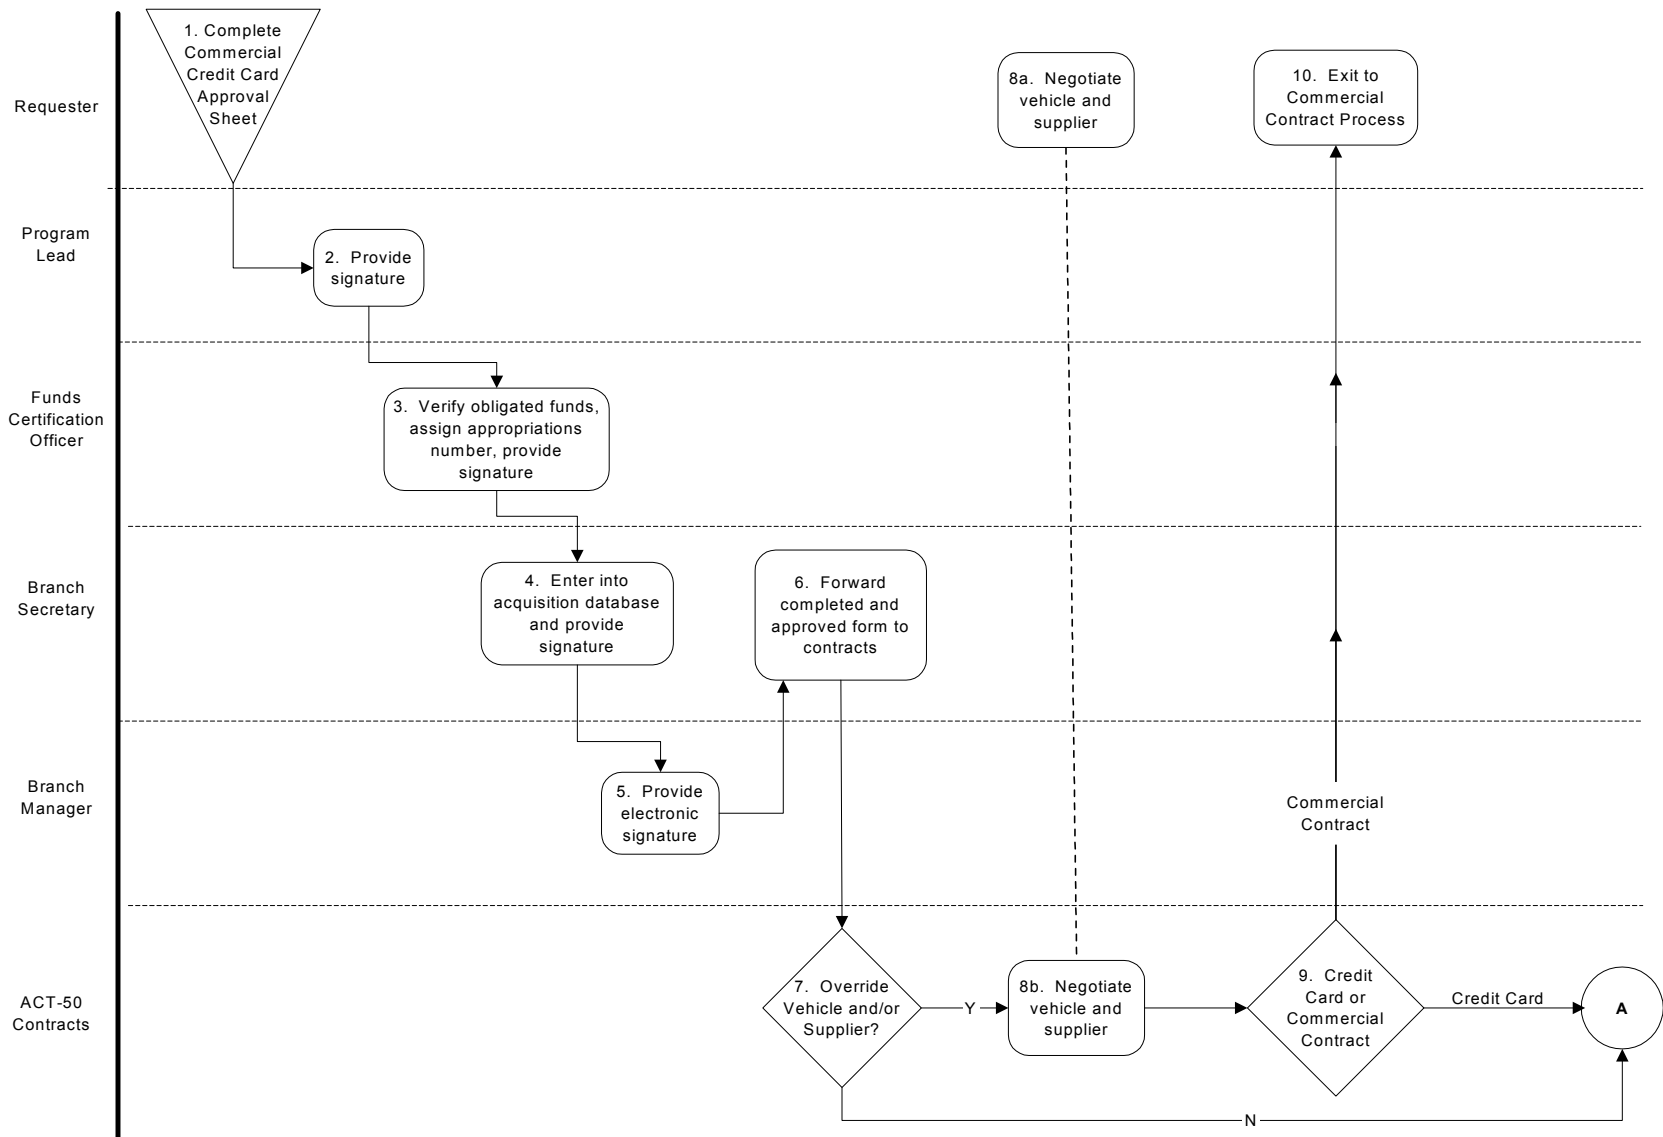 1. Complete
Commercial
Credit Card
Approval
Sheet
8a. Negotiate
vehicle and
supplier
10. Exit to
Commercial
Contract Process
Requester
Program
Lead
2. Provide
signature
Funds
Certification
Officer
3. Verify obligated funds,
assign appropriations
number, provide
signature
Branch
Secretary
4. Enter into
acquisition database
and provide
signature
6. Forward
completed and
approved form to
contracts
Branch
Manager
5. Provide
electronic
signature
Commercial
Contract
ACT-50
Contracts
7. Override
Vehicle and/or
Supplier?
Y
8b. Negotiate
vehicle and
supplier
9. Credit
Card or
Commercial
Contract
Credit Card
A
N